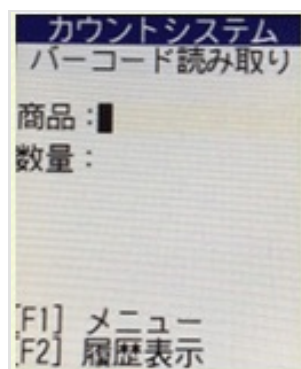 カウントシステム
バーコード読み取り
商品：
数量：
[F1] メニュー
[F2] 履歴表示